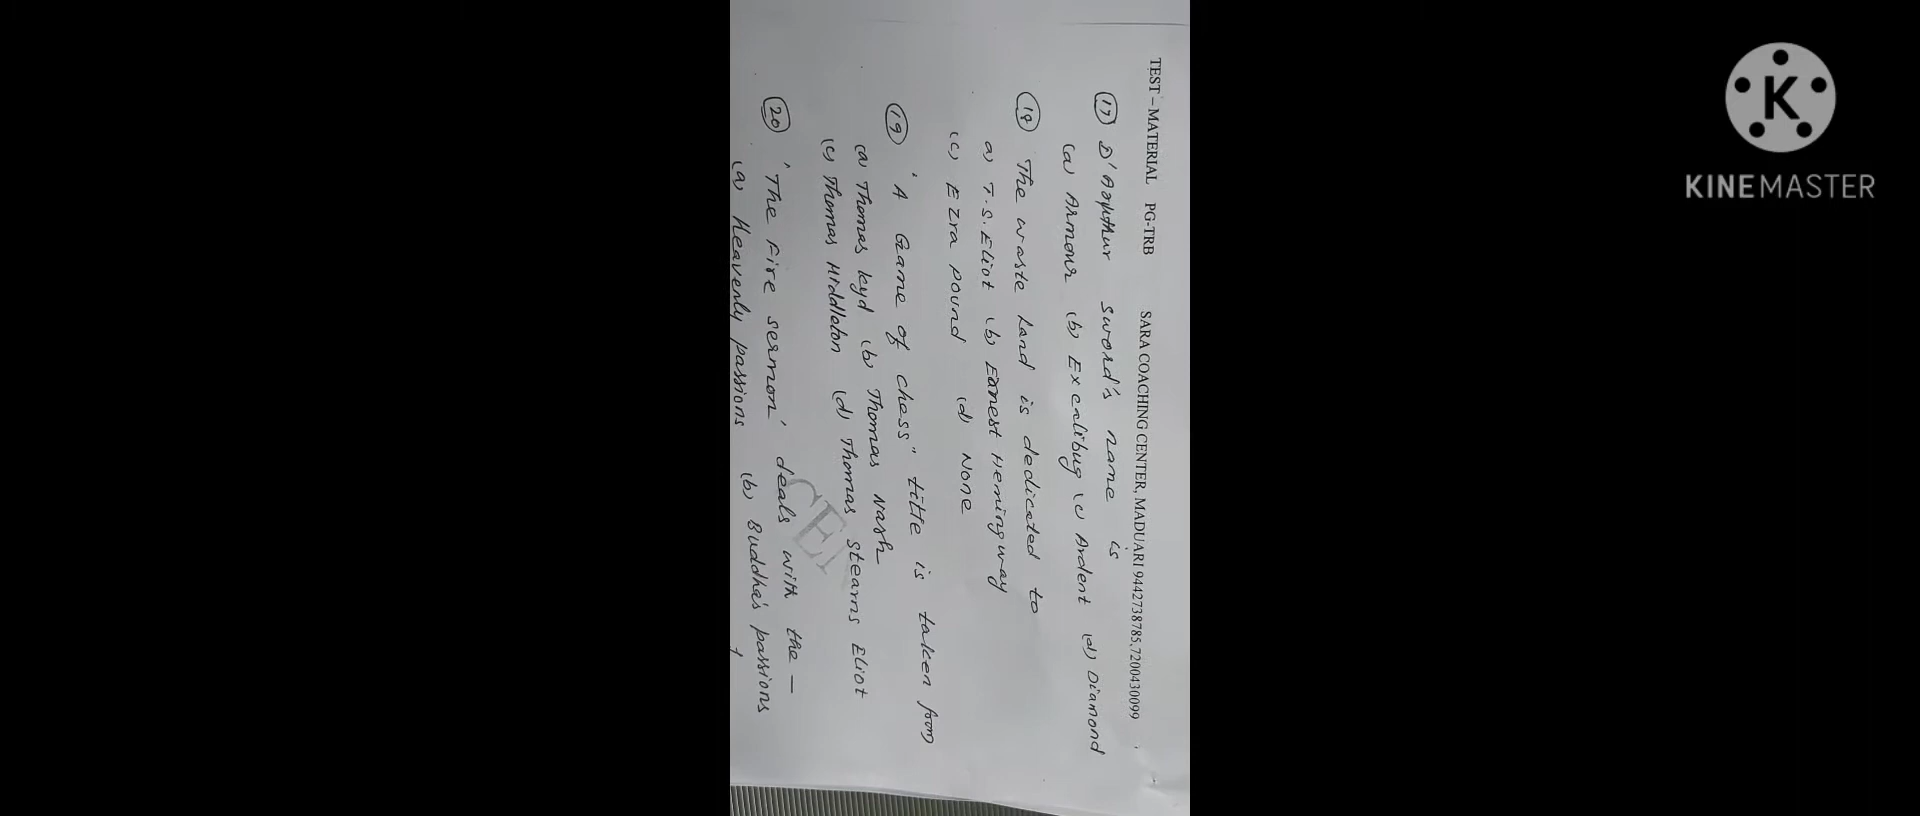 TEST – MATERIAL PG-TRB SARA COACHING CENTER, MADUARI 9442738785,7200430099
(17) D'Arthur sword's name is
(a) Armour (b) Excalibug (c) Ardent (d) Diamond
(18) The waste Land is dedicated to
a) T.S. Eliot (b) Earnest Hemingway
(c) Ezra pound (d) None
(19) 'A Game of chess" title is taken from
(a) Thomas kyd (b) Thomas Nash
(c) Thomas Middleton (d) Thomas stearns Eliot
(20) 'The Fire sermon' deals with the —
(a) Heavenly passions (b) Buddha's passions
CE
K
KINEMASTER